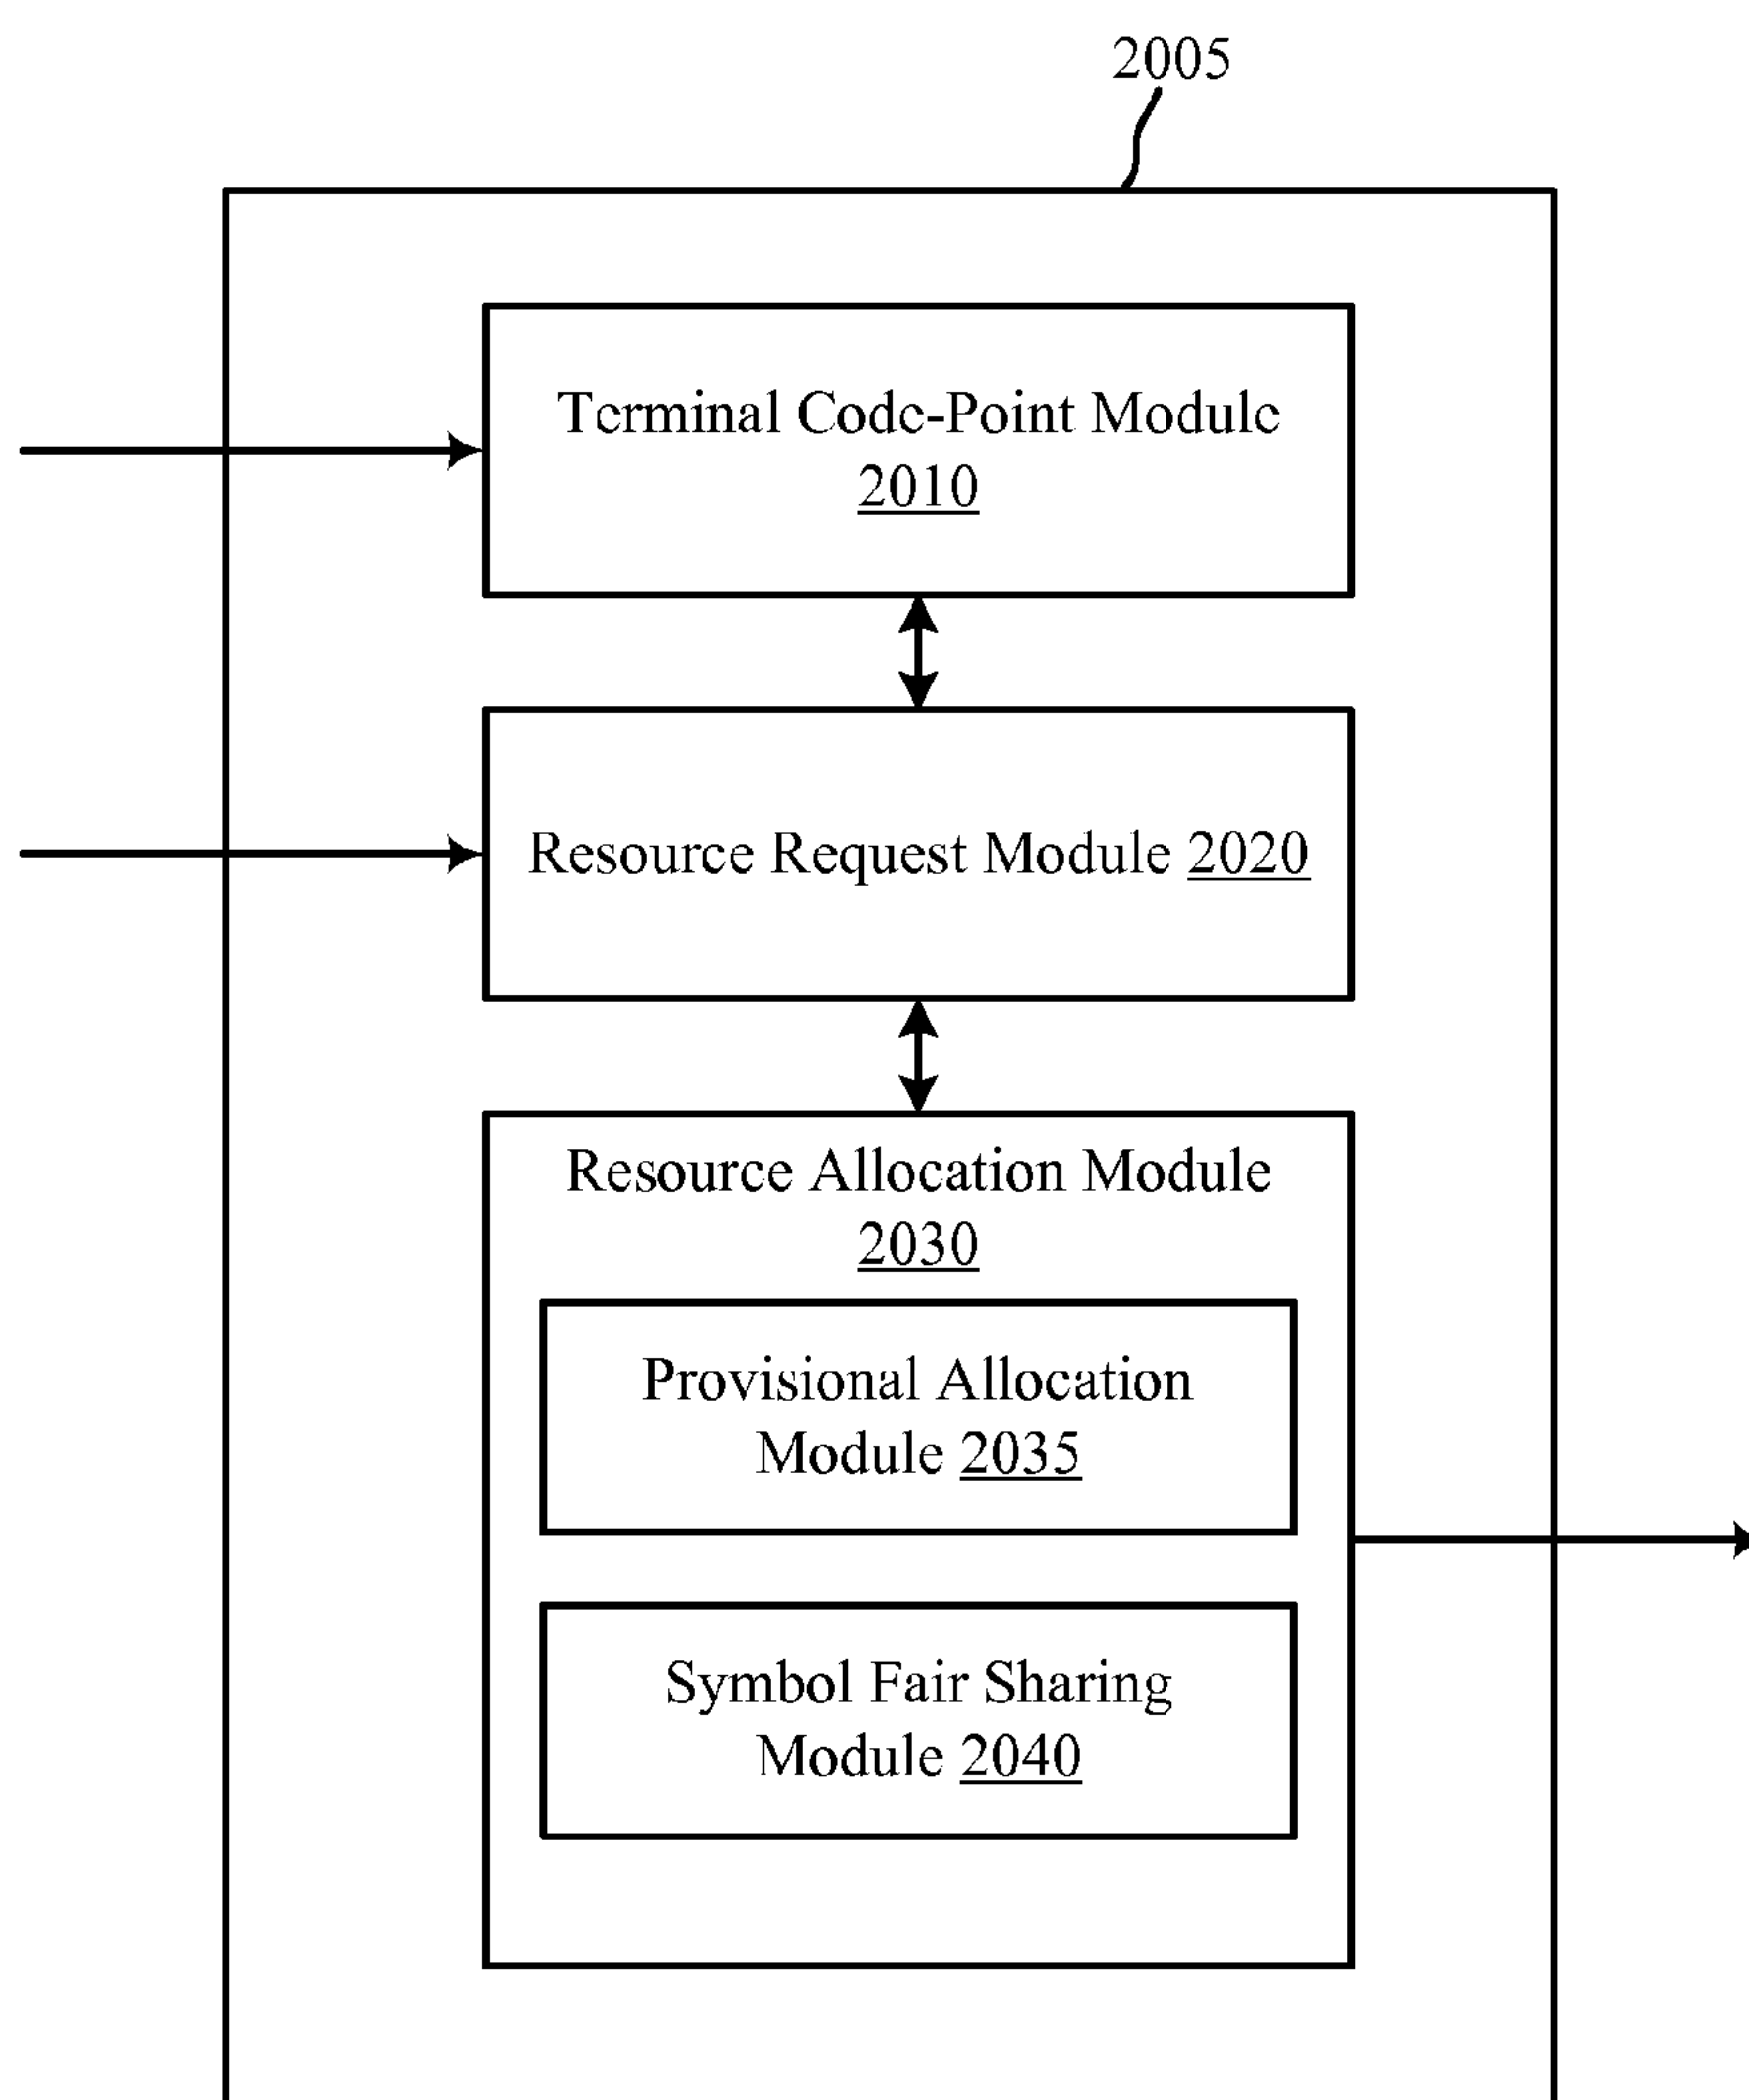 2005
Terminal Code-Point Module
2010
Resource Request Module 2020
Resource Allocation Module
2030
Provisional Allocation
Module 2035
Symbol Fair Sharing
Module 2040